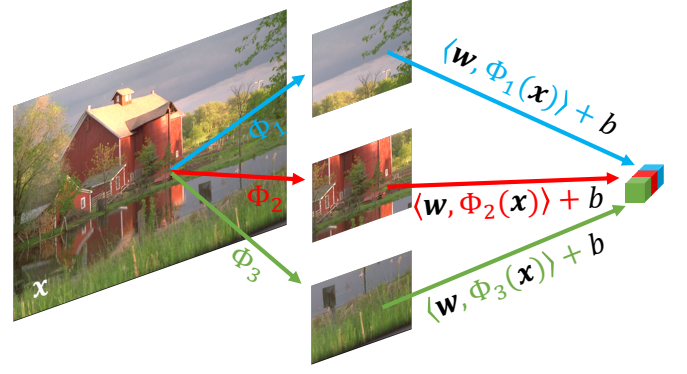 Φ₁
Φ₂
Φ₃
x
⟨w, Φ₁(x)⟩ + b
⟨w, Φ₂(x)⟩ + b
⟨w, Φ₃(x)⟩ + b